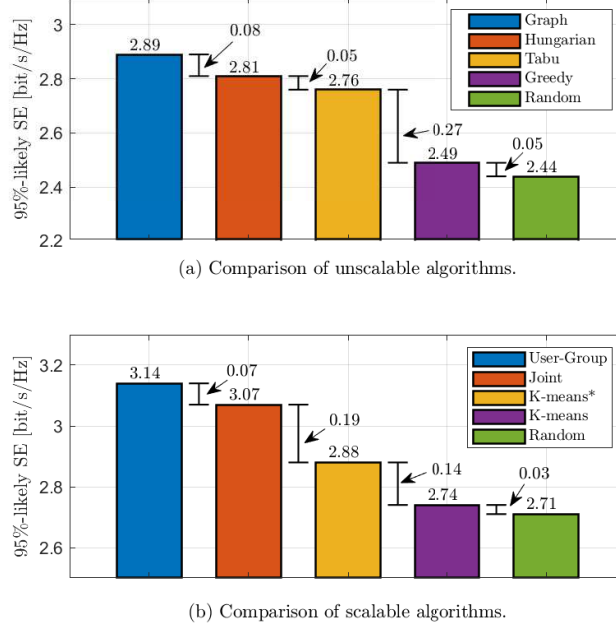 3
2.8
2.6
2.4
2.2
95%-likely SE [bit/s/Hz]
2.89
0.08
2.81
0.05
2.76
0.27
2.49
0.05
2.44
Graph
Hungarian
Tabu
Greedy
Random
(a) Comparison of unscalable algorithms.
3.2
3
2.8
2.6
95%-likely SE [bit/s/Hz]
3.14
0.07
3.07
0.19
2.88
0.14
2.74
0.03
2.71
User-Group
Joint
K-means*
K-means
Random
(b) Comparison of scalable algorithms.